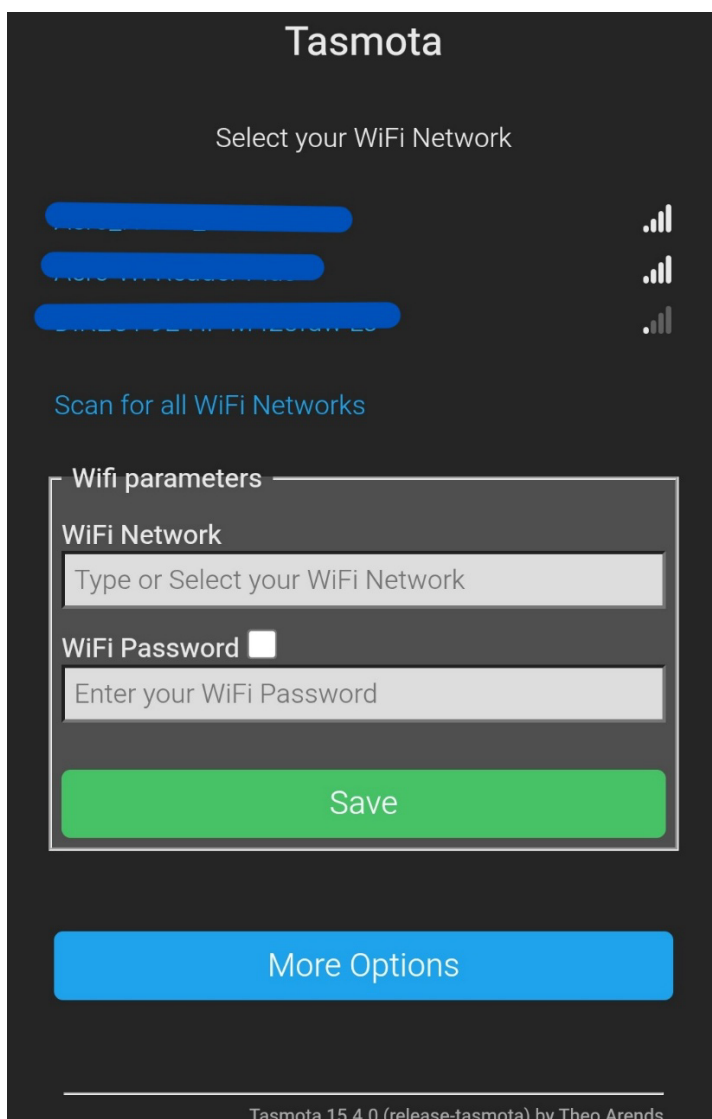 Tasmota
Select your WiFi Network
Scan for all WiFi Networks
Wifi parameters
WiFi Network
Type or Select your WiFi Network
WiFi Password
Enter your WiFi Password
Save
More Options
Tasmota 15.4.0 (release-tasmota) by Theo Arends